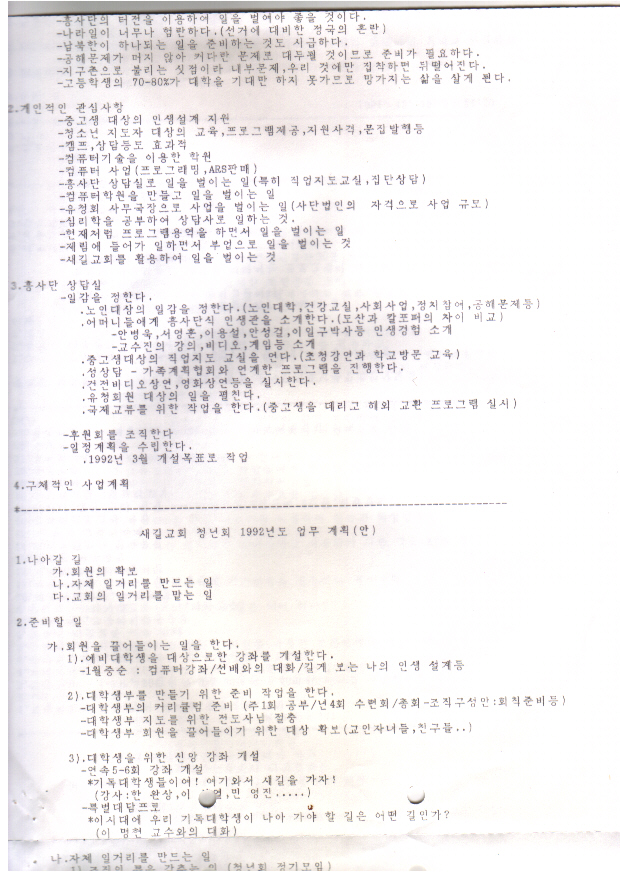 -흥사단의 터전을 이용하여 일을 벌여야 좋을 것이다.
-나라일이 너무나 험란하다.(선거에 대비한 정국의 혼란)
-남북한이 하나되는 일을 준비하는 것도 시급하다.
-공해문제가 머지 않아 커다란 문제로 대두될 것이므로 준비가 필요하다.
-지구촌으로 불리는 싯점이라 내부문제,우리 것에만 집착하면 뒤떨어진다.
-고등학생의 70-80%가 대학을 기대만 하지 못하므로 망가지는 삶을 살게 된다.
2.개인적인 관심사항
-중고생 대상의 인생설계 지원
-청소년 지도자 대상의 교육,프로그램제공,지원사격,문집발행등
-캠프,상담등도 효과적
-컴퓨터기술을 이용한 학원
-컴퓨터 사업(프로그래밍,ARS판매)
-흥사단 상담실로 일을 벌이는 일(특히 직업지도교실,집단상담)
-컴퓨터학원을 만들고 일을 벌이는 일
-유청회 사무국장으로 사업을 벌이는 일(사단법인의 자격으로 사업 규모)
-심리학을 공부하여 상담사로 일하는 것.
-현재처럼 프로그램용역을 하면서 일을 벌이는 일
-제림에 들어가 일하면서 부업으로 일을 벌이는 것
-새길교회를 활용하여 일을 벌이는 것
3.흥사단 상담실
-일감을 정한다.
.노인대상의 일감을 정한다.(노인대학,건강교실,사회사업,정치참여,공해문제등)
.어머니들에게 흥사단식 인생관을 소개한다.(도산과 칼포퍼의 차이 비교)
-안병욱,서영훈,이용설,안성결,이일구박사등 인생경험 소개
-교수진의 강의,비디오,게임등 소개
.중고생대상의 직업지도 교실을 연다.(초청강연과 학교방문 교육)
.성상담 - 가족계획협회와 연계한 프로그램을 진행한다.
.건전비디오상연,영화상연등을 실시한다.
.유청회원 대상의 일을 펼친다.
.국제교류를 위한 작업을 한다.(중고생을 데리고 해외 교환 프로그램 실시)
-후원회를 조직한다
-일정계획을 수립한다.
.1992년 3월 개설목표로 작업
4.구체적인 사업계획
*------------------------------------------------------------
새길교회 청년회 1992년도 업무 계획(안)
1.나아갈 길
가.회원의 확보
나.자체 일거리를 만드는 일
다.교회의 일거리를 맡는 일
2.준비할 일
가.회원을 끌어들이는 일을 한다.
1).예비대학생을 대상으로한 강좌를 개설한다.
-1월중순 : 컴퓨터강좌/선배와의 대화/길게 보는 나의 인생 설계등
2).대학생부를 만들기 위한 준비 작업을 한다.
-대학생부의 커리큘럼 준비 (주1회 공부/년4회 수련회/총회-조직구성안:회칙준비등)
-대학생부 지도를 위한 전도사님 절충
-대학생부 회원을 끌어들이기 위한 대상 확보(교인자녀들,친구들..)
3).대학생을 위한 신앙 강좌 개설
-연속5-6회 강좌 개설
*기독대학생들이여! 여기와서 새길을 가자!
(강사:한 완상,이 열,민 영진.....)
-특별대담프로
*이시대에 우리 기독대학생이 나아 가야 할 길은 어떤 길인가?
(이 명현 교수와의 대화)
나.자체 일거리를 만드는 일